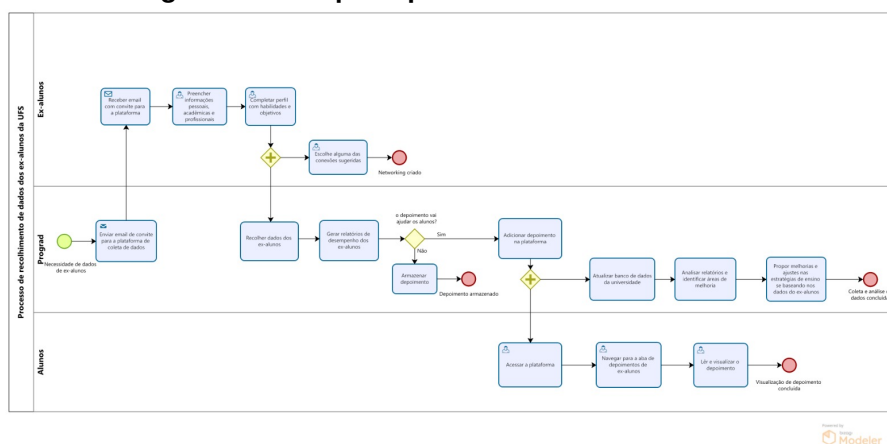 Processo de recolhimento de dados dos ex-alunos da UFS
Ex-alunos
Receber email
com convite para
a plataforma
Preencher
informações
pessoais,
acadêmicas e
profissionais
Completar perfil
com habilidades e
objetivos
Escolhe alguma das
conexões sugeridas
Networking criado
Prograd
Necessidade de dados
de ex-alunos
Enviar email de convite
para a plataforma de
coleta de dados
Recolher dados dos
ex-alunos
Gerar relatórios de
desempenho dos
ex-alunos
o depoimento vai
ajudar os alunos?
Sim
Não
Armazenar
depoimento
Depoimento armazenado
Adicionar depoimento
na plataforma
Atualizar banco de dados
da universidade
Analisar relatórios e
identificar áreas de
melhoria
Propor melhorias e
ajustes nas
estratégias de ensino
se baseando nos
dados de ex-alunos
Coleta e análise
dados concluída
Alunos
Acessar a plataforma
Navegar para a aba de
depoimentos de
ex-alunos
Lêr e visualizar o
depoimento
Visualização de depoimento
concluída
Powered by
Modeler